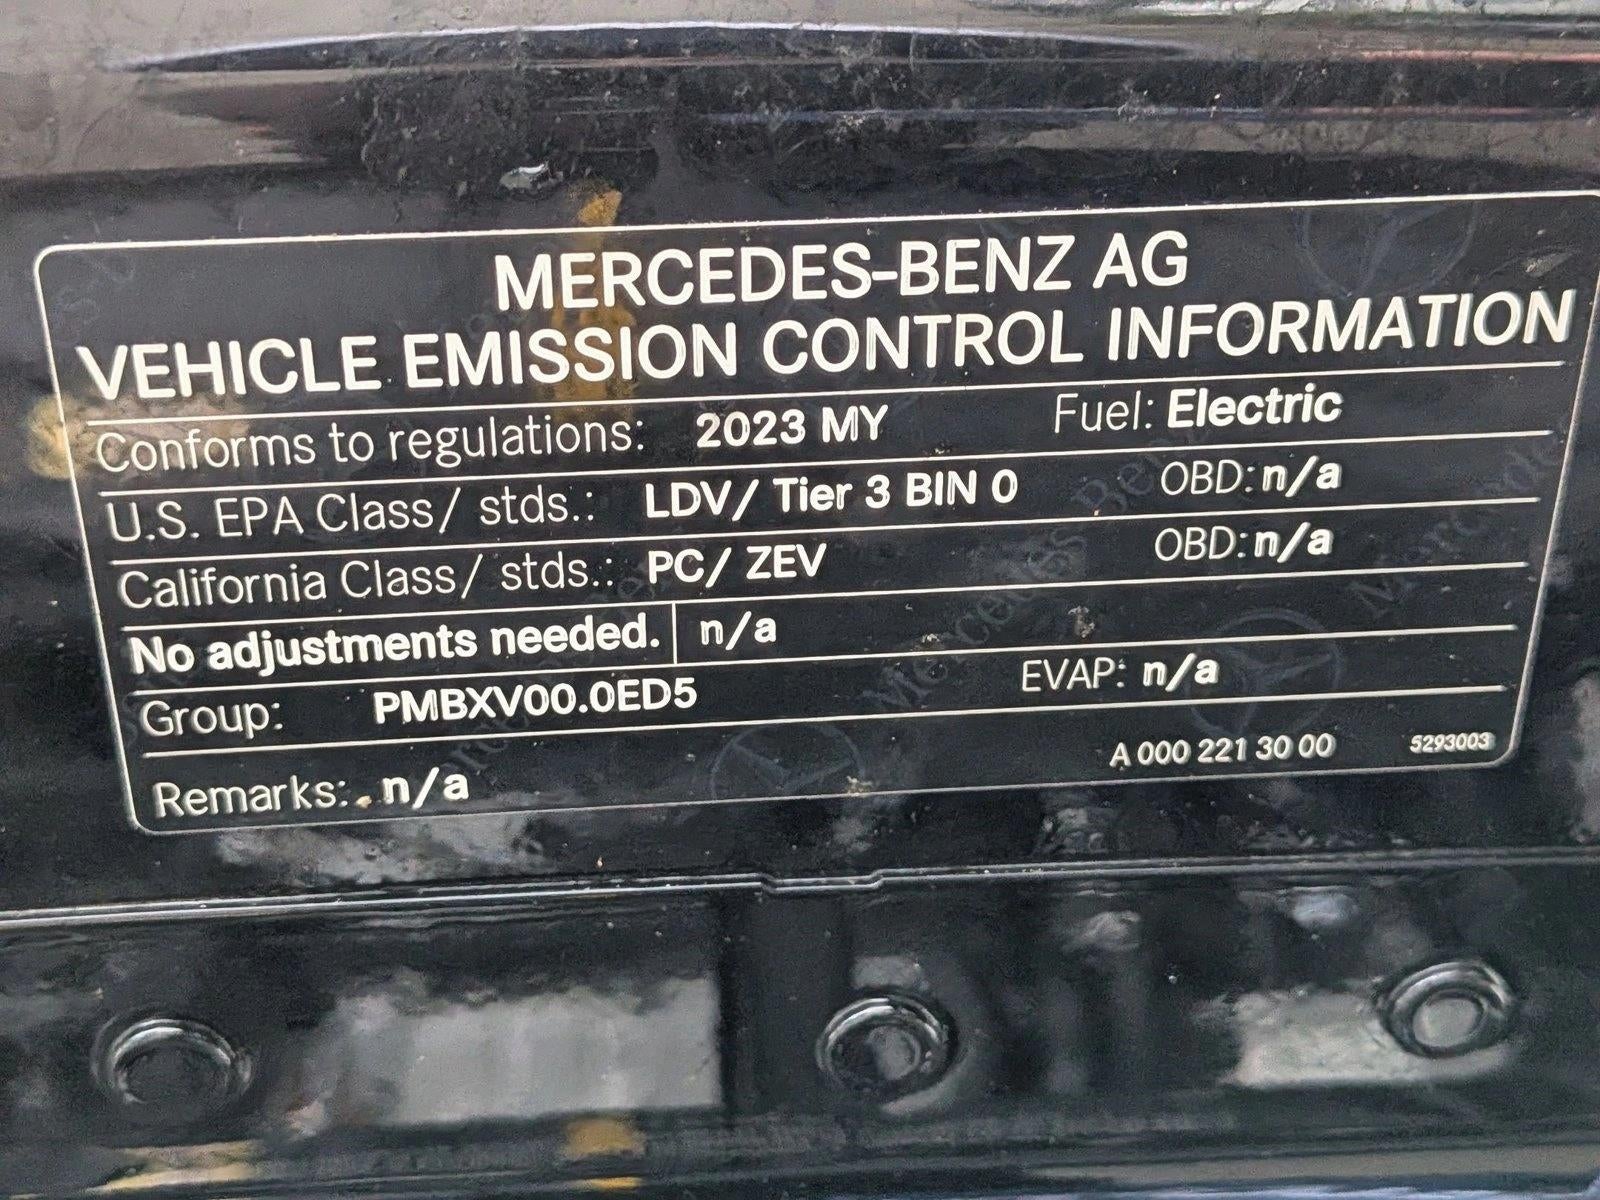 MERCEDES-BENZ AG
VEHICLE EMISSION CONTROL INFORMATION
Conforms to regulations: 2023 MY Fuel: Electric
U.S. EPA Class/ stds.: LDV/ Tier 3 BIN 0 OBD: n/a
California Class/ stds.: PC/ ZEV OBD: n/a
No adjustments needed. n/a
Group: PMBXV00.0ED5 EVAP: n/a
Remarks: n/a A 000 221 30 00 5293003